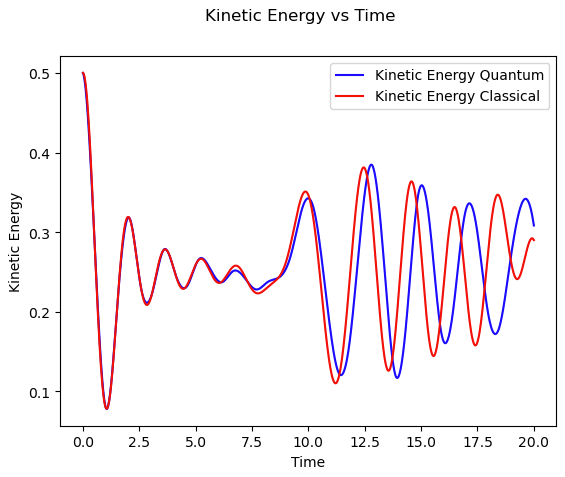 Kinetic Energy vs Time
Kinetic Energy Quantum
Kinetic Energy Classical
Kinetic Energy
0.5
0.4
0.3
0.2
0.1
0.0 2.5 5.0 7.5 10.0 12.5 15.0 17.5 20.0
Time